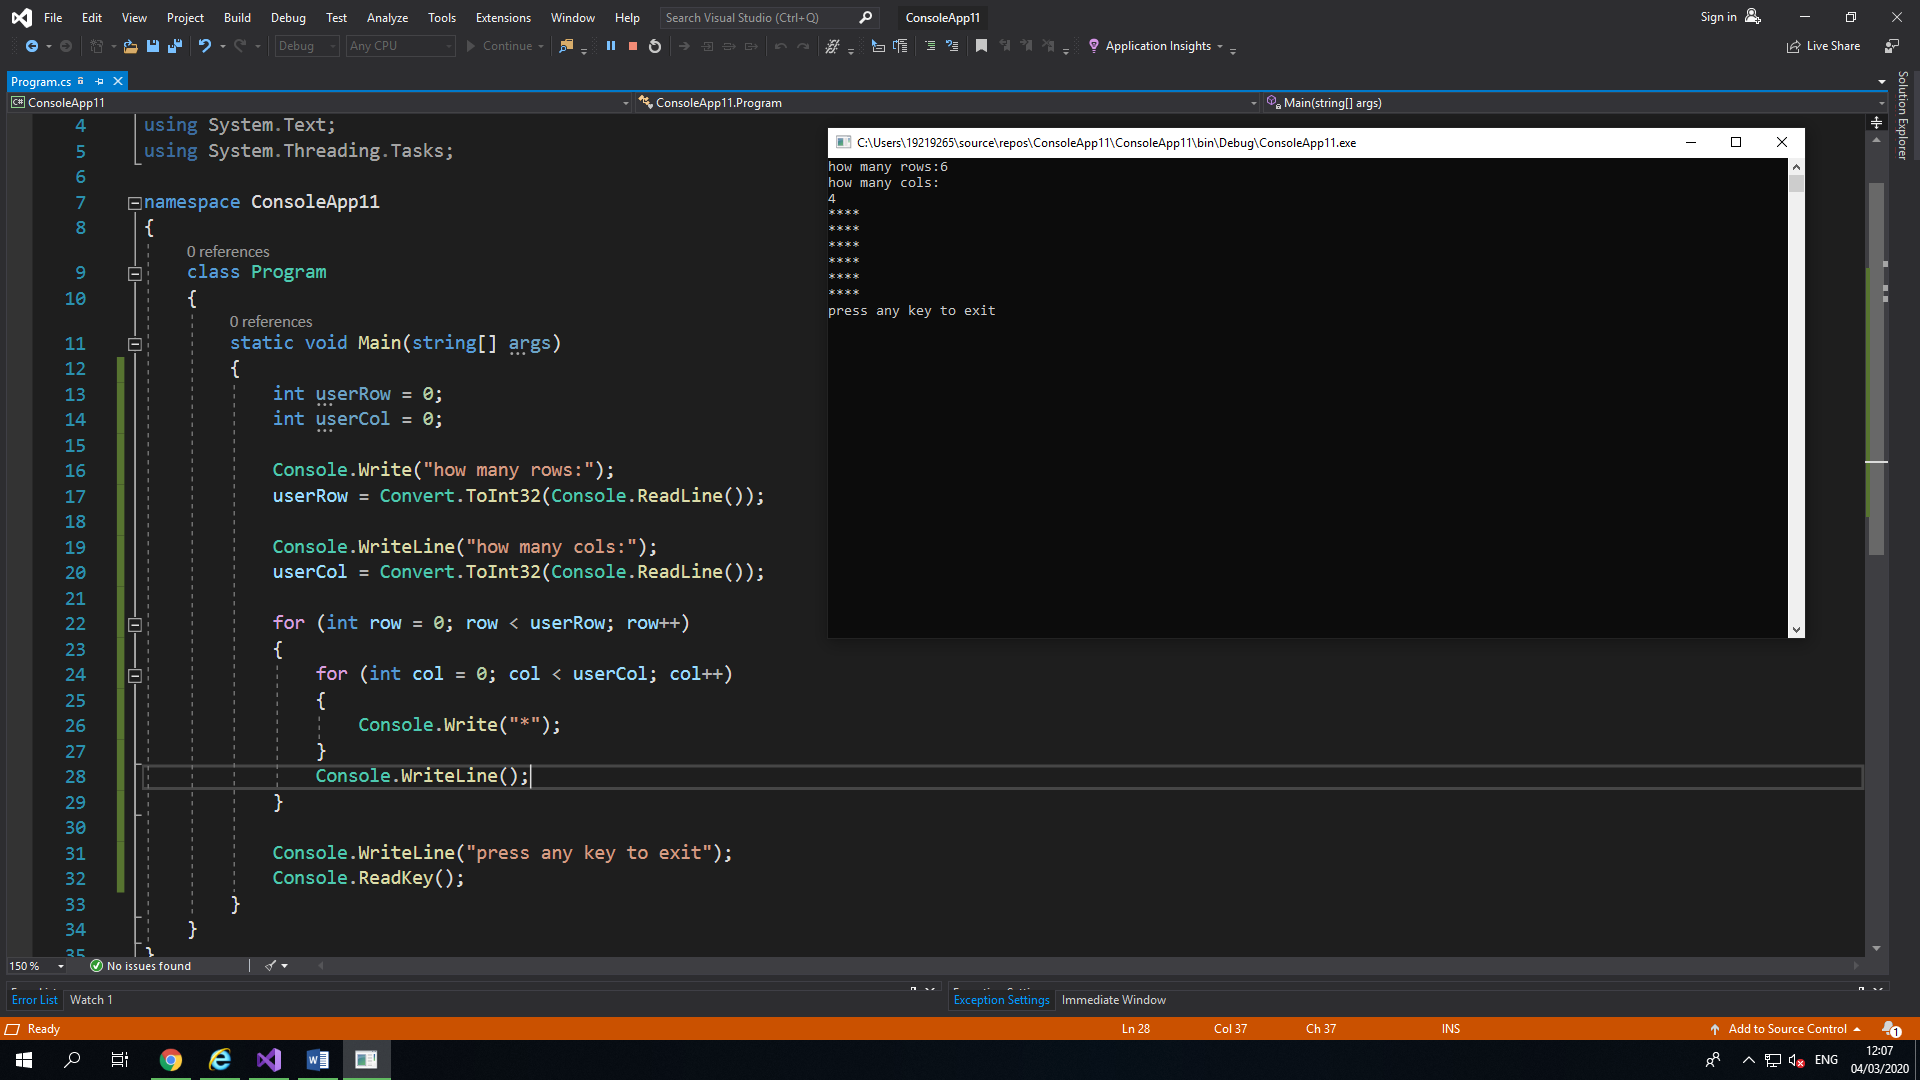 File Edit View Project Build Debug Test Analyze Tools Extensions Window Help Search Visual Studio (Ctrl+Q) ConsoleApp11 Sign in
Debug Any CPU Continue Application Insights Live Share
Program.cs
Solution Explorer
C# ConsoleApp11 ConsoleApp11.Program Main(string[] args)
4 using System.Text;
5 using System.Threading.Tasks;
6
7 namespace ConsoleApp11
8 {
0 references
9 class Program
10 {
0 references
11 static void Main(string[] args)
12 {
13 int userRow = 0;
14 int userCol = 0;
15
16 Console.Write("how many rows:");
17 userRow = Convert.ToInt32(Console.ReadLine());
18
19 Console.WriteLine("how many cols:");
20 userCol = Convert.ToInt32(Console.ReadLine());
21
22 for (int row = 0; row < userRow; row++)
23 {
24 for (int col = 0; col < userCol; col++)
25 {
26 Console.Write("*");
27 }
28 Console.WriteLine();
29 }
30
31 Console.WriteLine("press any key to exit");
32 Console.ReadKey();
33 }
34 }
35 }
C:\Users\19219265\source\repos\ConsoleApp11\ConsoleApp11\bin\Debug\ConsoleApp11.exe
how many rows:6
how many cols:
4
****
****
****
****
****
****
press any key to exit
150 % No issues found
Error List Watch 1 Exception Settings Immediate Window
Ready Ln 28 Col 37 Ch 37 INS Add to Source Control 1
ENG 12:07
04/03/2020